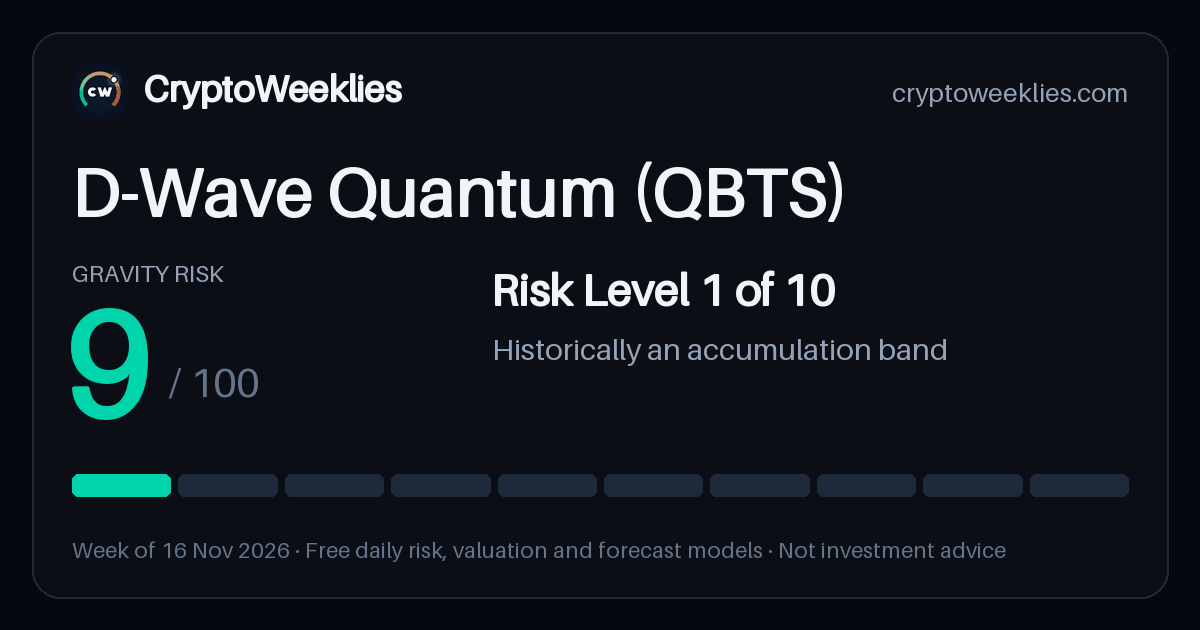 CW
CryptoWeeklies
cryptoweeklies.com
D-Wave Quantum (QBTS)
GRAVITY RISK
9 / 100
Risk Level 1 of 10
Historically an accumulation band
Week of 16 Nov 2026 · Free daily risk, valuation and forecast models · Not investment advice